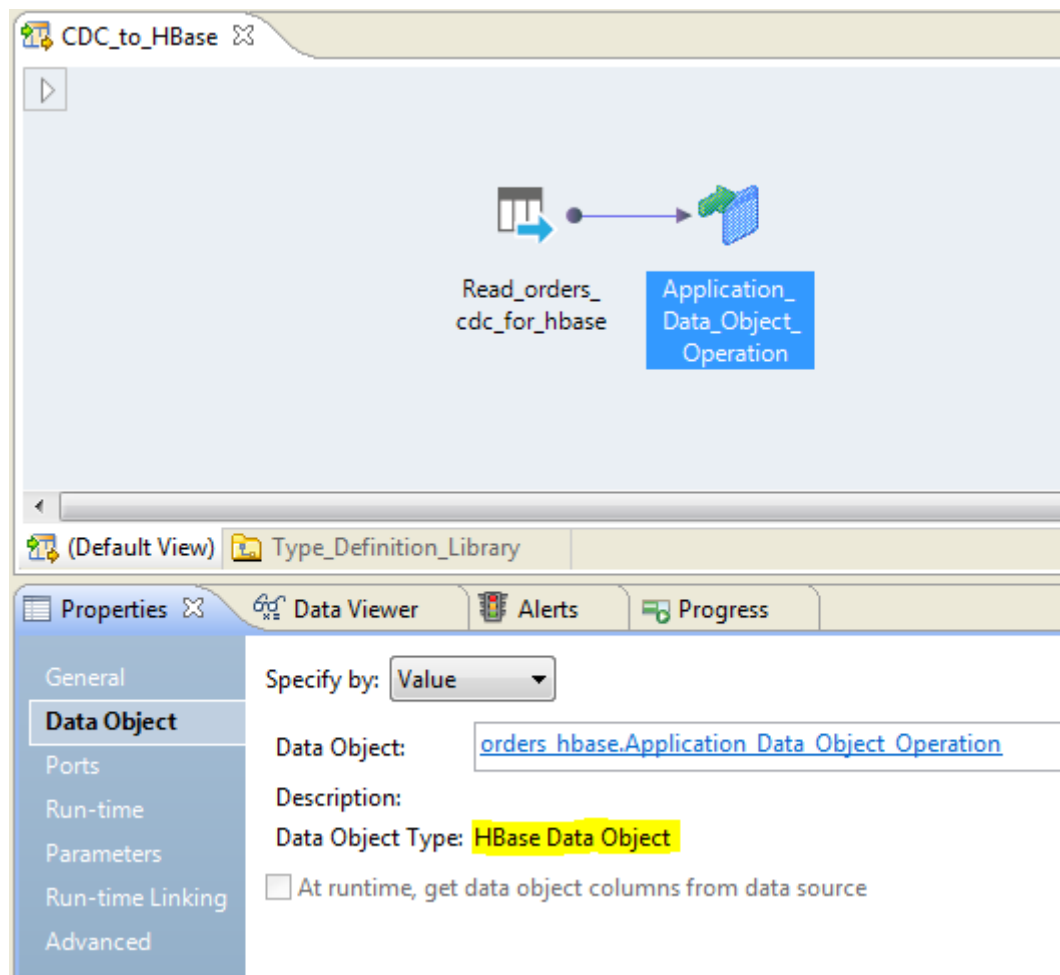 CDC_to_HBase
Read_orders_
cdc_for_hbase
Application_
Data_Object_
Operation
(Default View)
Type_Definition_Library
Properties
Data Viewer
Alerts
Progress
General
Data Object
Ports
Run-time
Parameters
Run-time Linking
Advanced
Specify by: Value
Data Object: orders_hbase.Application_Data_Object_Operation
Description:
Data Object Type: HBase Data Object
At runtime, get data object columns from data source